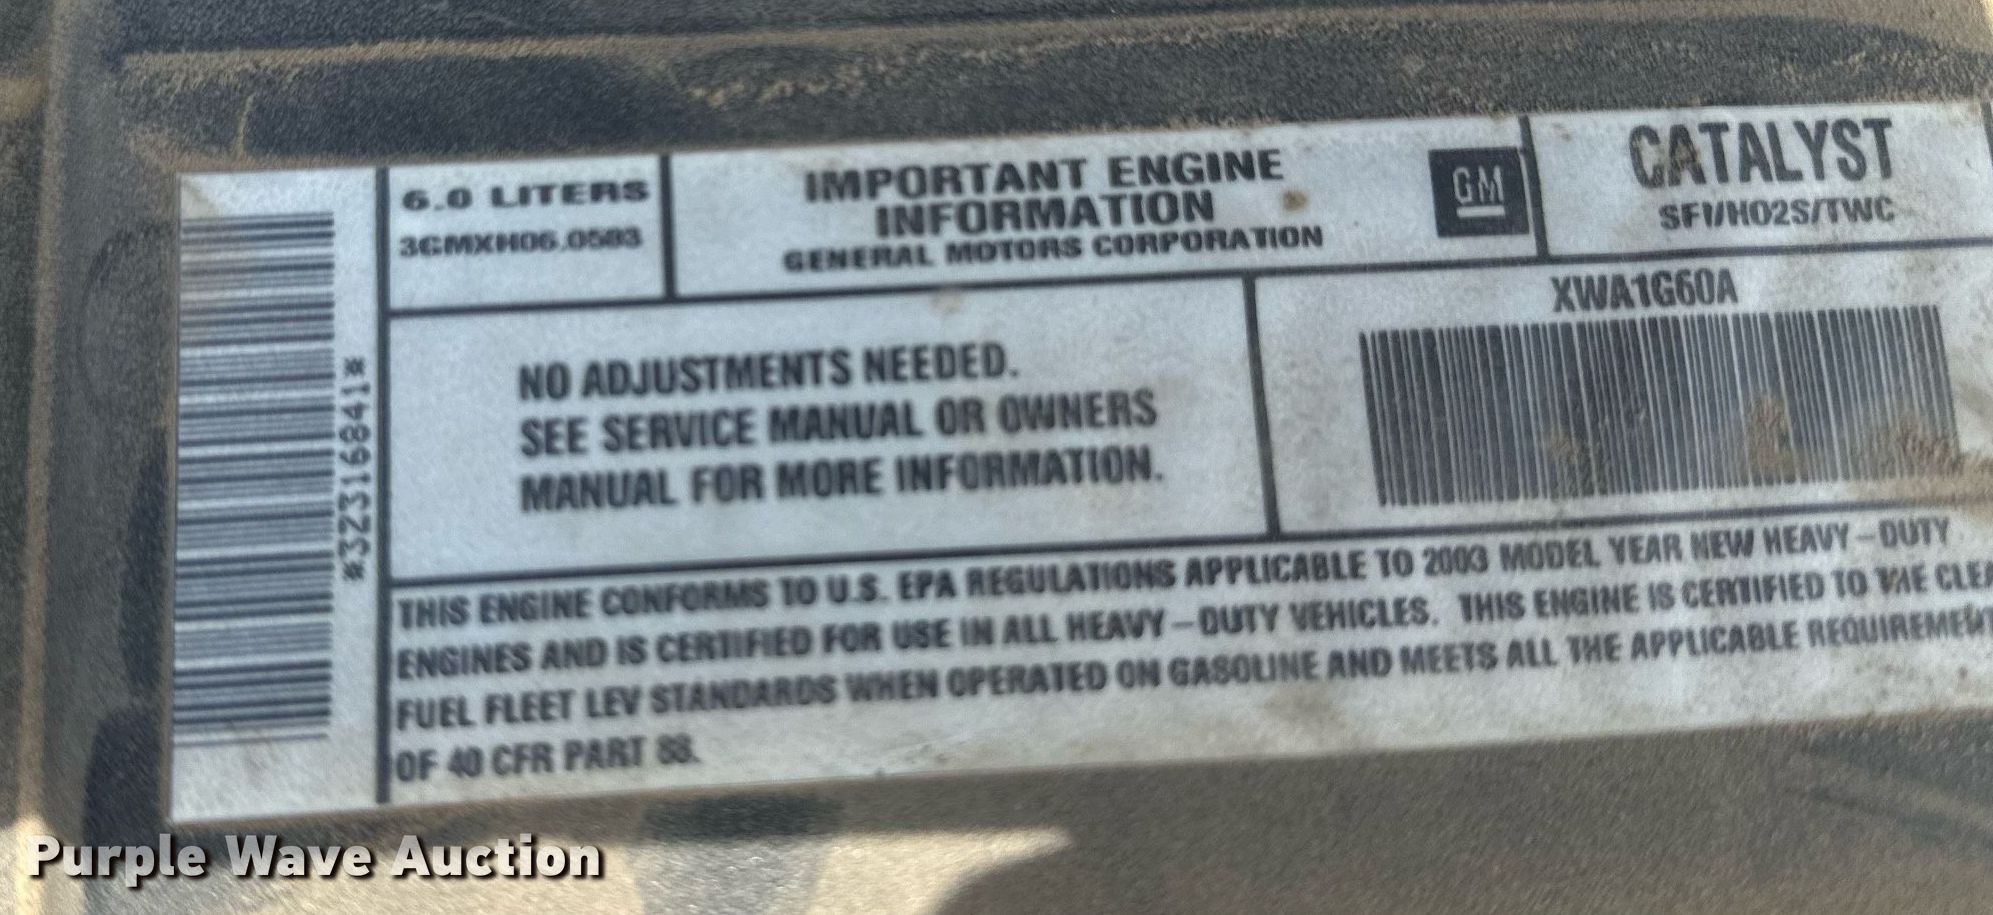 6.0 LITERS
3GMXH06.0583
IMPORTANT ENGINE
INFORMATION
GENERAL MOTORS CORPORATION
GM
CATALYST
SFI/HO2S/TWC
*323168841*
NO ADJUSTMENTS NEEDED.
SEE SERVICE MANUAL OR OWNERS
MANUAL FOR MORE INFORMATION.
XWA1G60A
THIS ENGINE CONFORMS TO U.S. EPA REGULATIONS APPLICABLE TO 2003 MODEL YEAR NEW HEAVY-DUTY
ENGINES AND IS CERTIFIED FOR USE IN ALL HEAVY-DUTY VEHICLES. THIS ENGINE IS CERTIFIED TO THE CLEA
FUEL FLEET LEV STANDARDS WHEN OPERATED ON GASOLINE AND MEETS ALL THE APPLICABLE REQUIREMENT
OF 40 CFR PART 88.
Purple Wave Auction